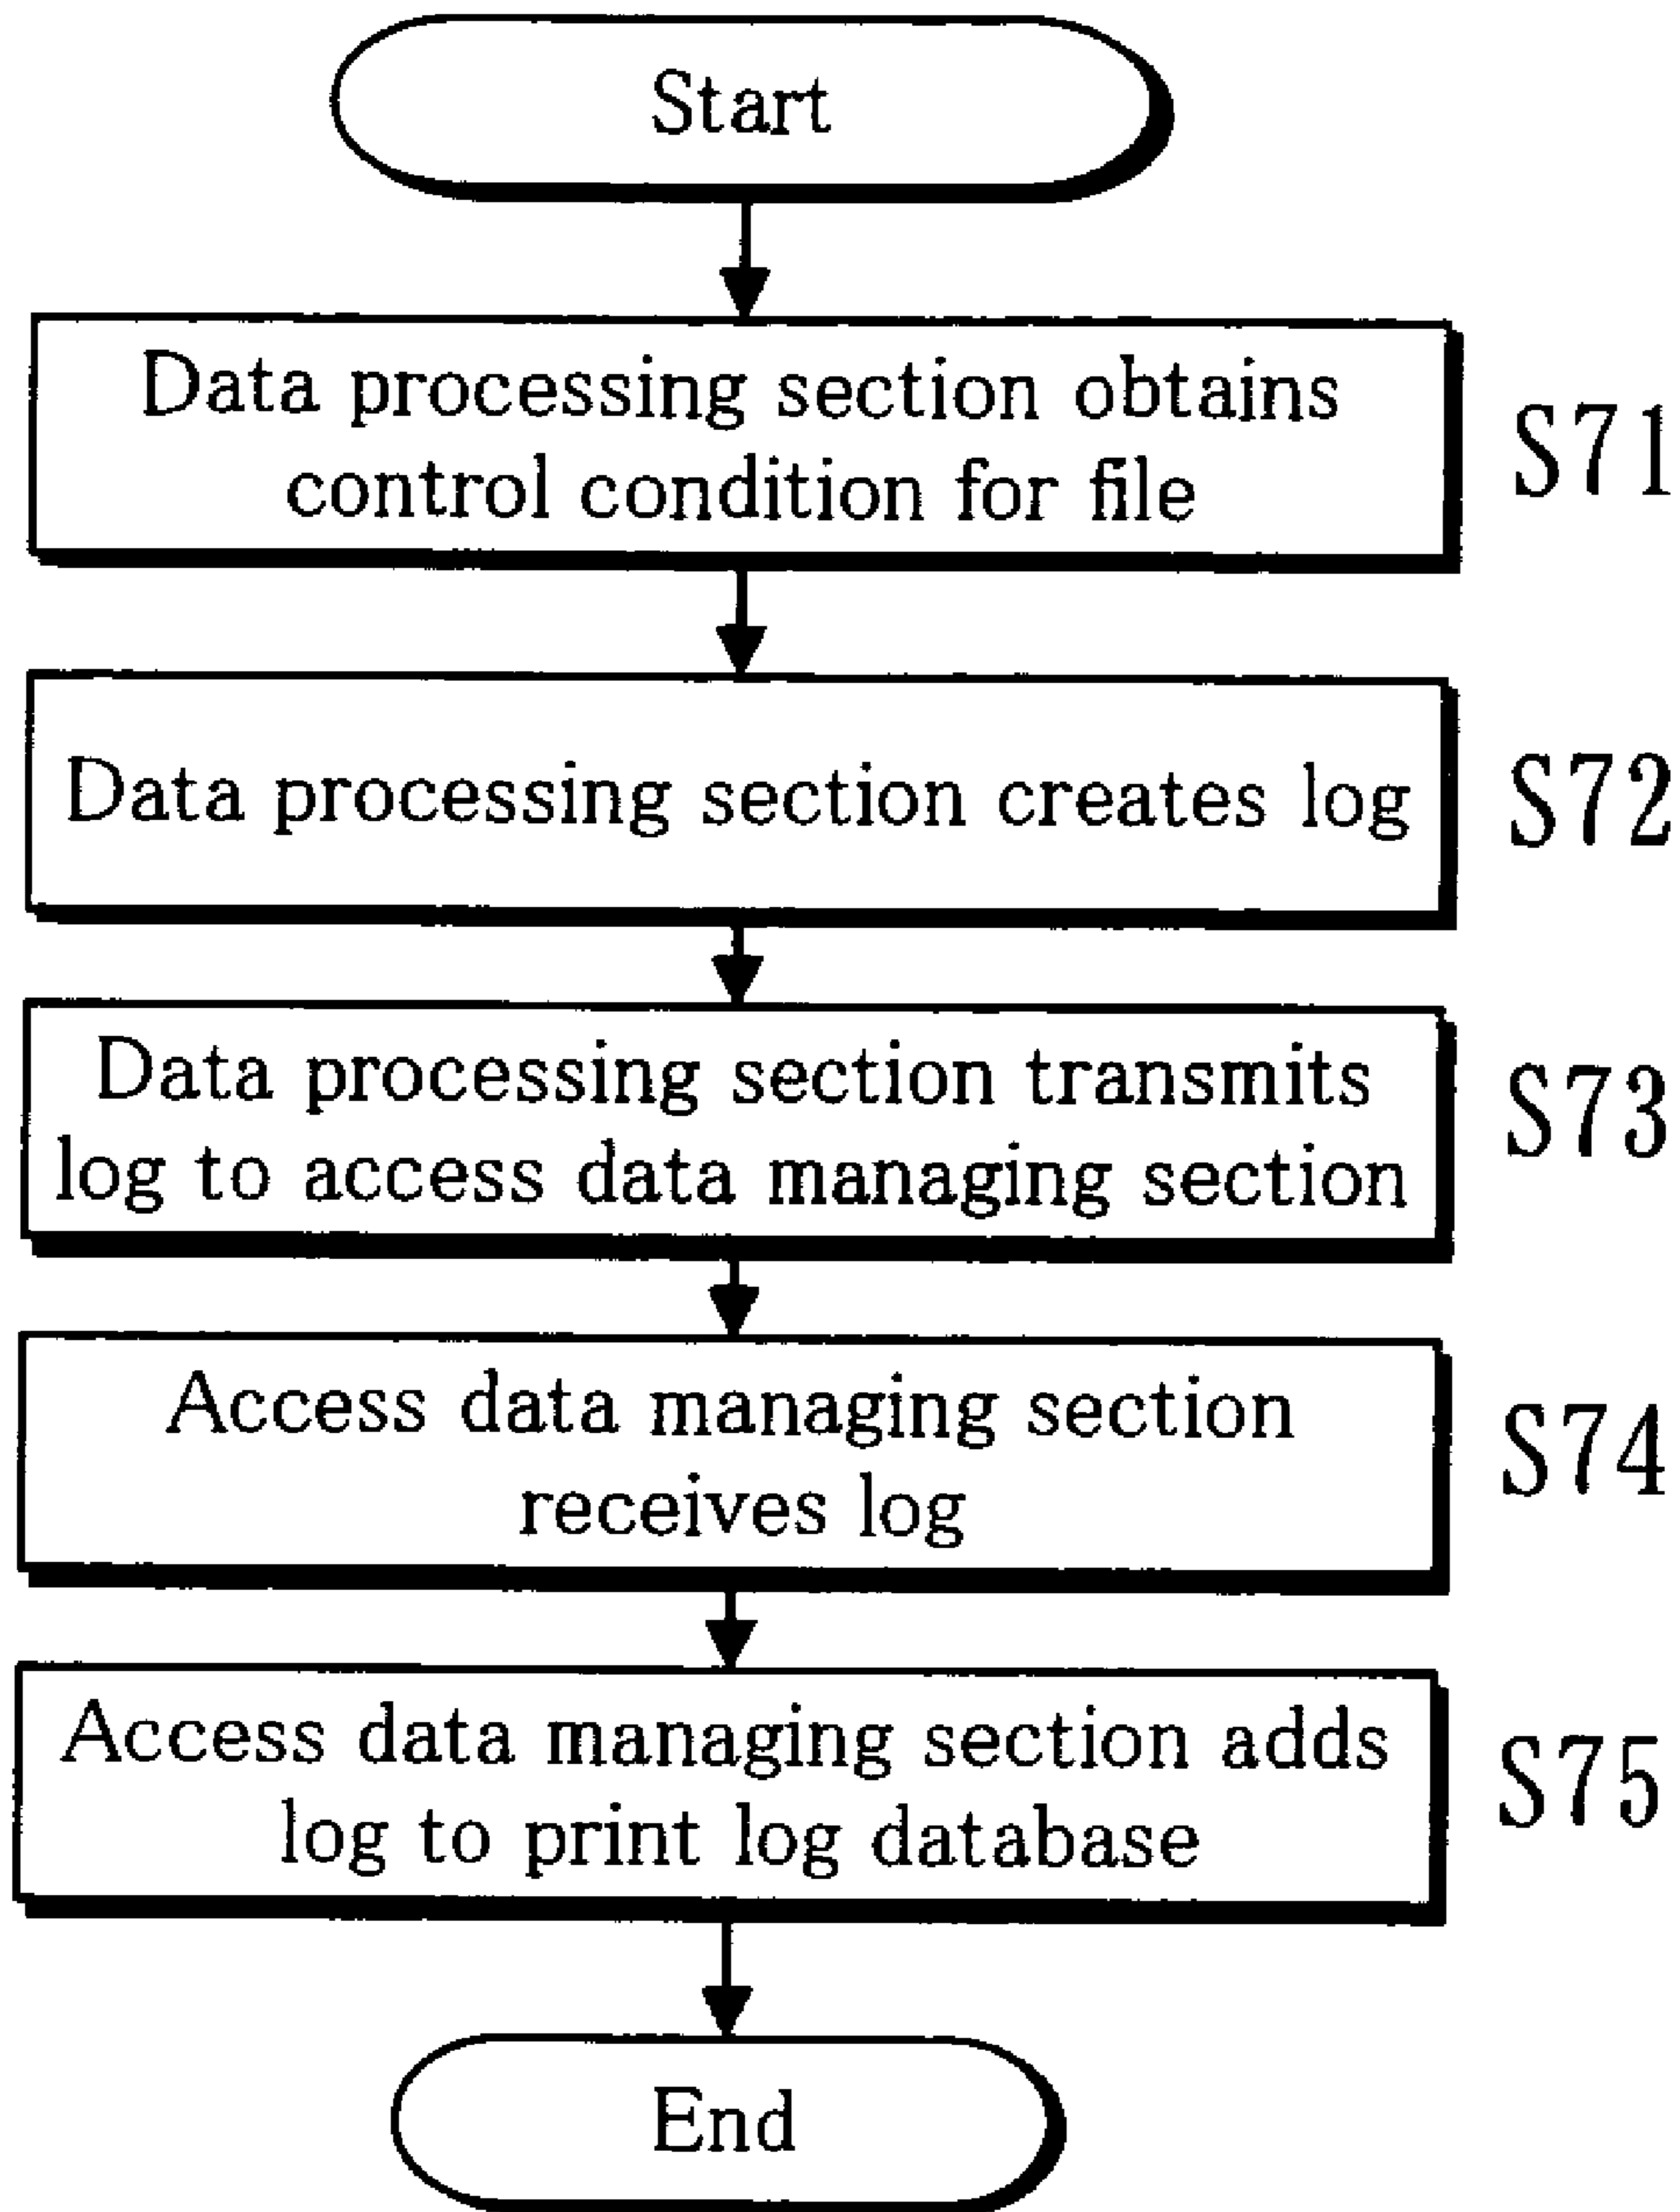 Start
Data processing section obtains
control condition for file
S71
Data processing section creates log
S72
Data processing section transmits
log to access data managing section
S73
Access data managing section
receives log
S74
Access data managing section adds
log to print log database
S75
End